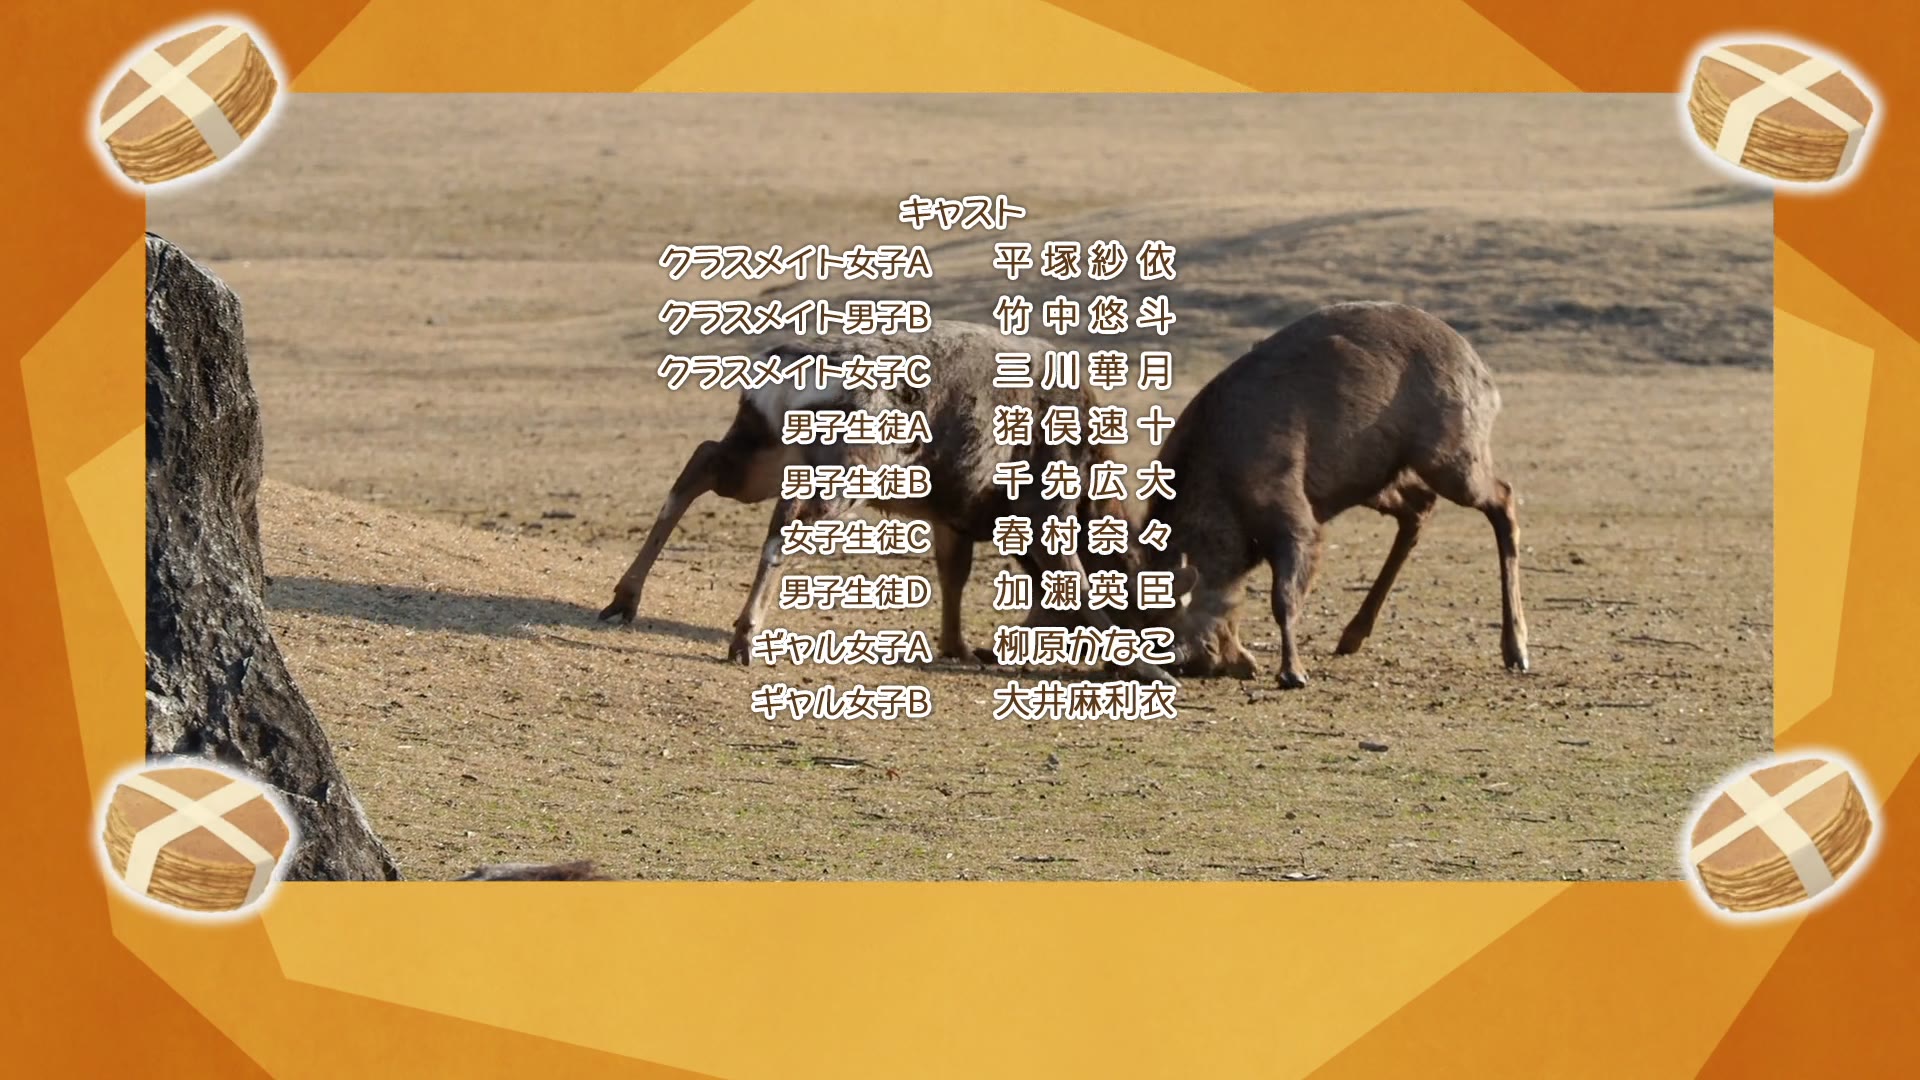 キャスト
クラスメイト女子A 平塚紗依
クラスメイト男子B 竹中悠斗
クラスメイト女子C 三川華月
男子生徒A 猪俣速十
男子生徒B 千先広大
女子生徒C 春村奈々
男子生徒D 加瀬英臣
ギャル女子A 柳原かなこ
ギャル女子B 大井麻利衣